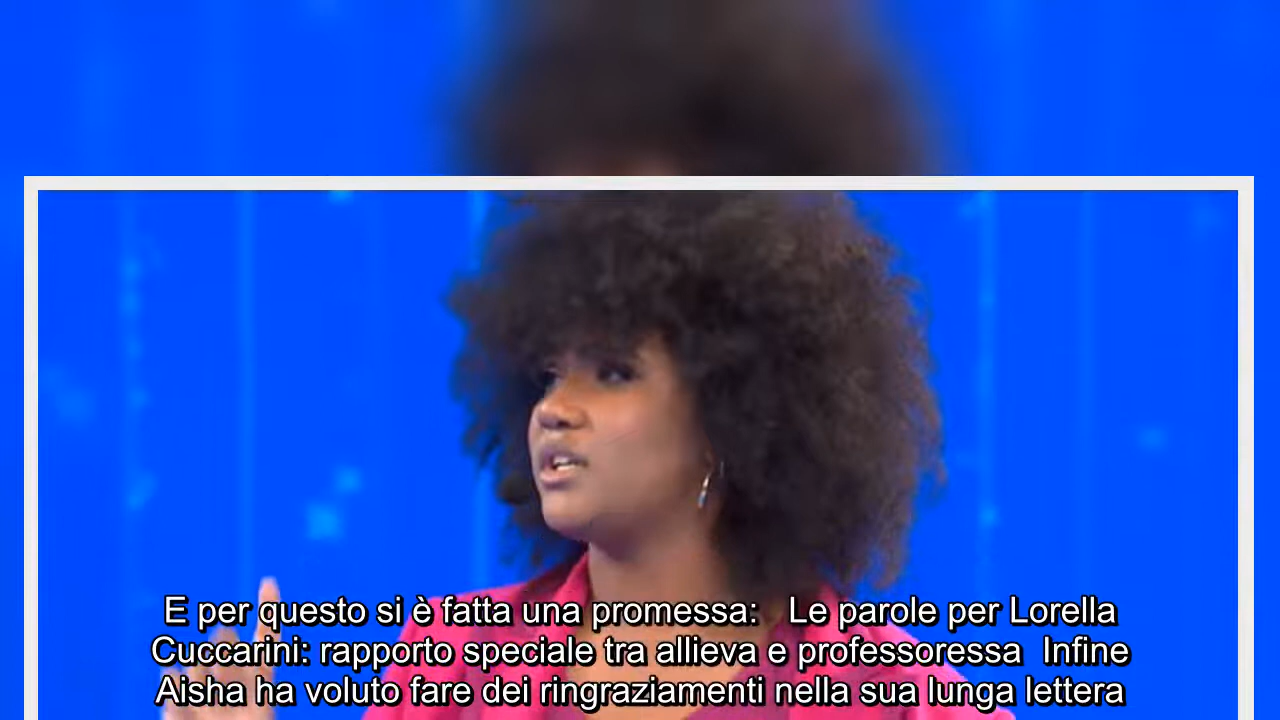 E per questo si è fatta una promessa:   Le parole per Lorella
Cuccarini: rapporto speciale tra allieva e professoressa  Infine
Aisha ha voluto fare dei ringraziamenti nella sua lunga lettera